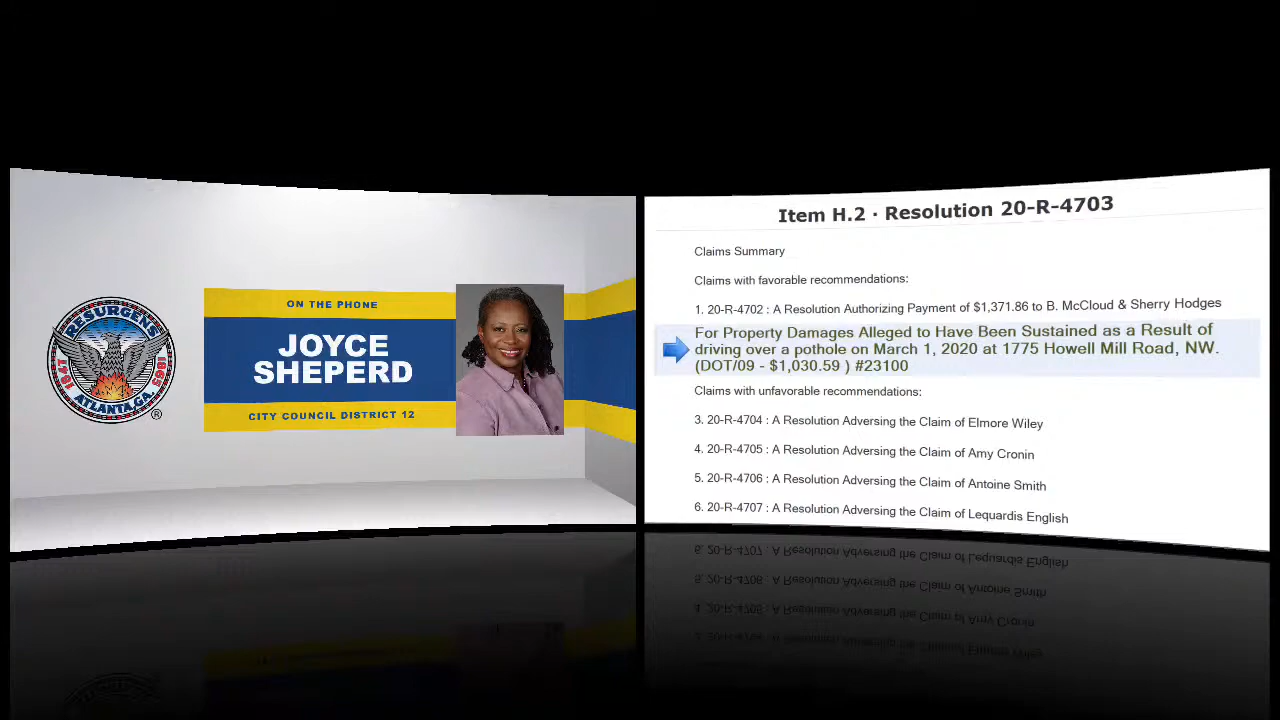 RESURGENS
1847 1865
ATLANTA, GA.
®
ON THE PHONE
JOYCE
SHEPERD
CITY COUNCIL DISTRICT 12
Item H.2 · Resolution 20-R-4703
Claims Summary
Claims with favorable recommendations:
1. 20-R-4702 : A Resolution Authorizing Payment of $1,371.86 to B. McCloud & Sherry Hodges
For Property Damages Alleged to Have Been Sustained as a Result of
driving over a pothole on March 1, 2020 at 1775 Howell Mill Road, NW.
(DOT/09 - $1,030.59 ) #23100
Claims with unfavorable recommendations:
3. 20-R-4704 : A Resolution Adversing the Claim of Elmore Wiley
4. 20-R-4705 : A Resolution Adversing the Claim of Amy Cronin
5. 20-R-4706 : A Resolution Adversing the Claim of Antoine Smith
6. 20-R-4707 : A Resolution Adversing the Claim of Lequardis English